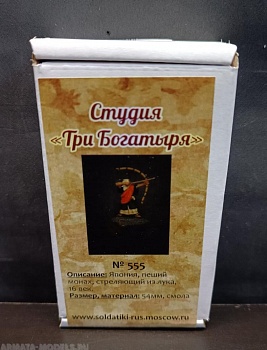 Студия
«Три Богатыря»
№ 555
Описание: Япония, пеший
монах, стреляющий из лука,
16 век.
Размер, материал: 54мм, смола
www.soldatiki-rus.moscow.ru
ARMATA-MODELS.RU